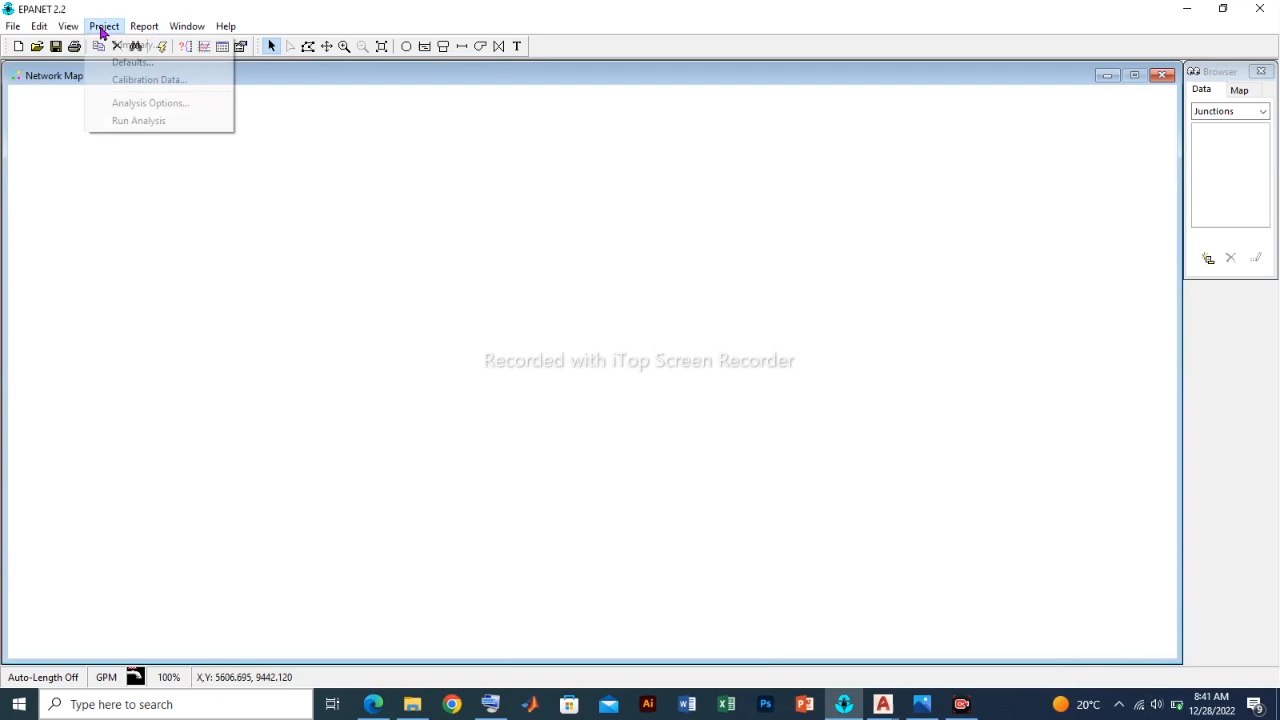 EPANET 2.2
File Edit View Project Report Window Help
Summary...
Defaults...
Calibration Data...
Analysis Options...
Run Analysis
Network Map
T
Browser
Data Map
Junctions
Recorded with iTop Screen Recorder
Auto-Length Off GPM 100% X,Y: 5606.695, 9442.120
Type here to search
20°C
8:41 AM
12/28/2022